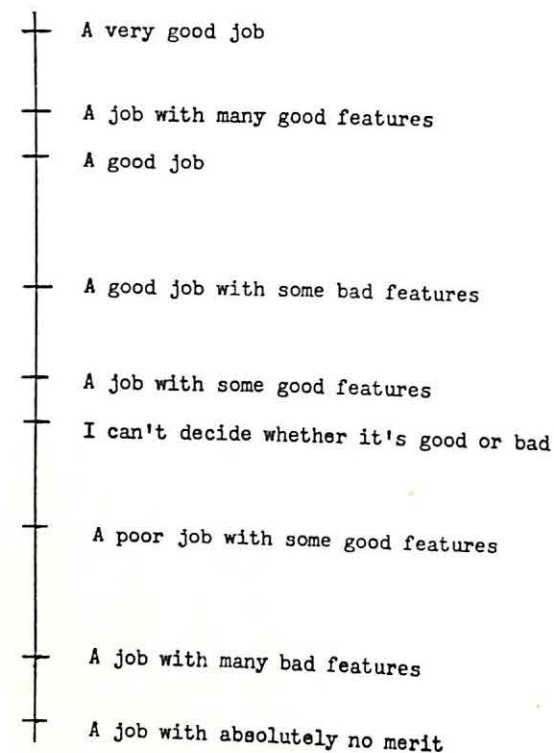 A very good job
A job with many good features
A good job
A good job with some bad features
A job with some good features
I can't decide whether it's good or bad
A poor job with some good features
A job with many bad features
A job with absolutely no merit